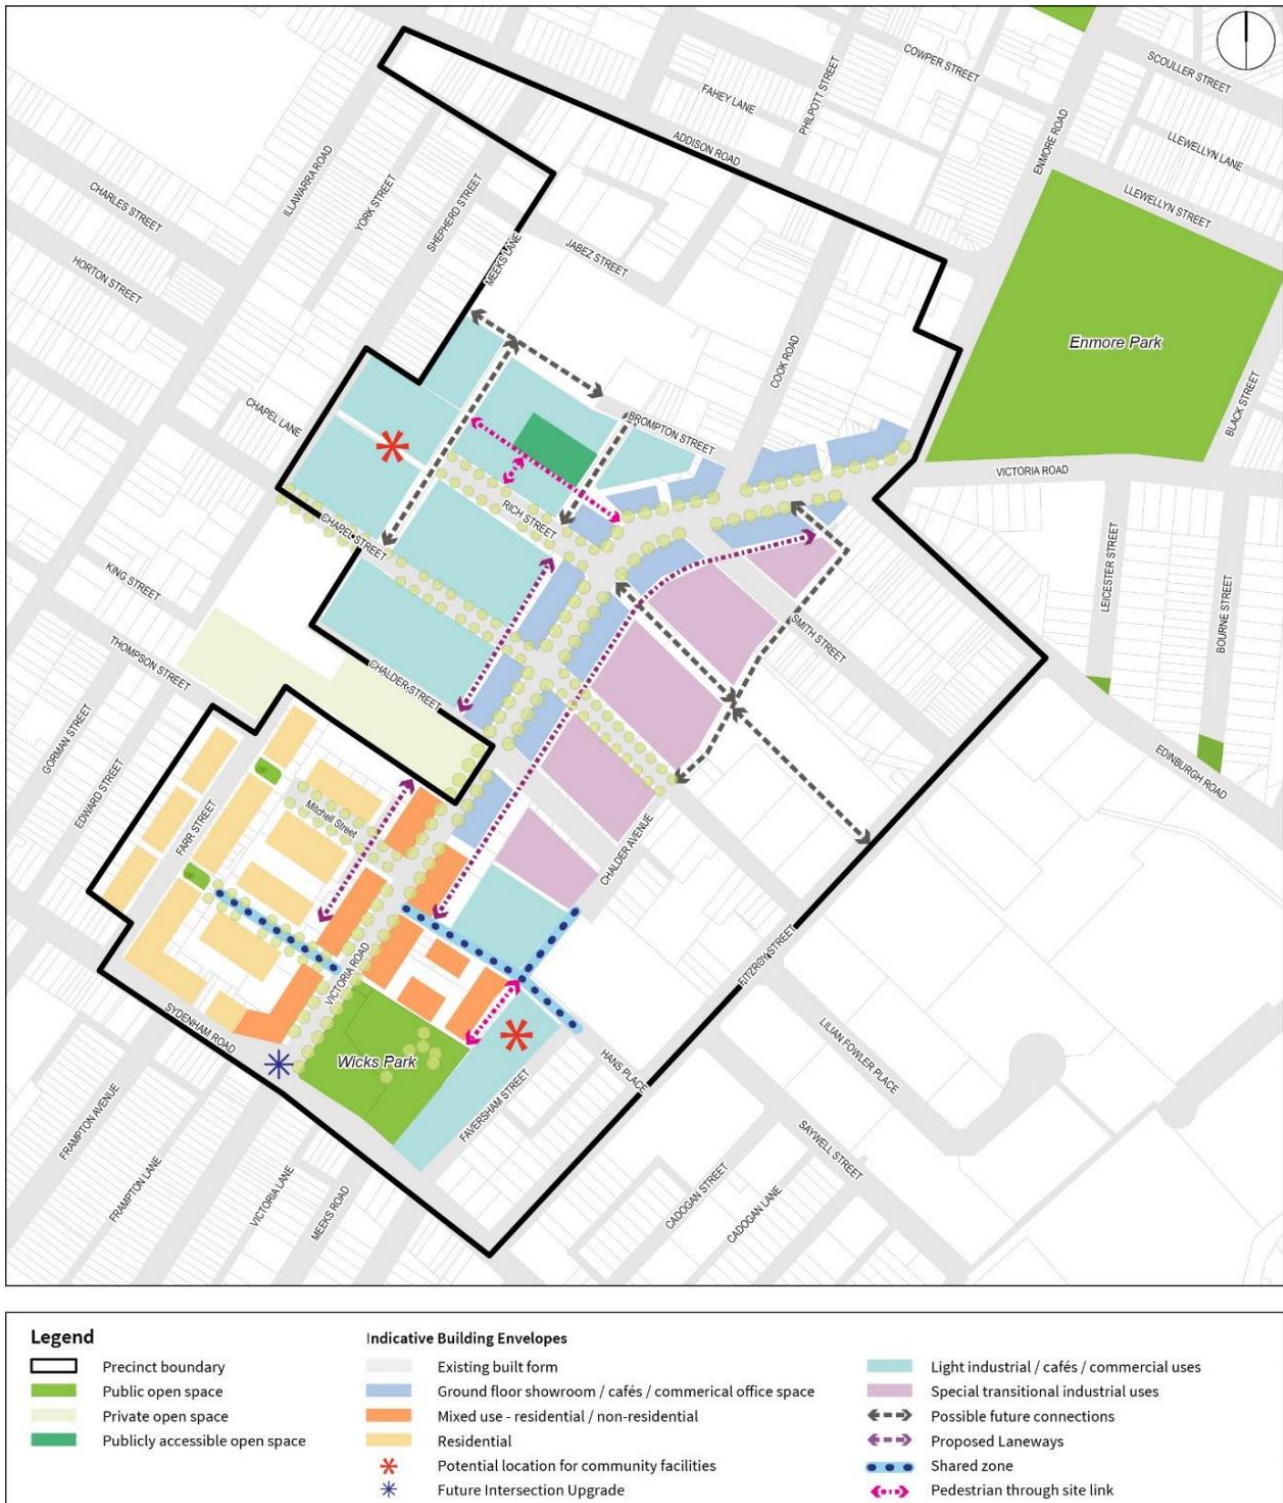 COWPER STREET
SCOULLER STREET
FAHEY LANE
PHILPOTT STREET
ENMORE ROAD
LLEWELLYN LANE
ADDISON ROAD
LLEWELLYN STREET
CHARLES STREET
ILLAWARRA ROAD
YORK STREET
SHEPHERD STREET
MEEKS LANE
JABEZ STREET
HORTON STREET
Enmore Park
COOK ROAD
BLACK STREET
CHAPEL LANE
BROMPTON STREET
VICTORIA ROAD
RICH STREET
CHAPEL STREET
KING STREET
LEICESTER STREET
BOURNE STREET
SMITH STREET
THOMPSON STREET
CHALDER STREET
GORMAN STREET
EDWARD STREET
EDINBURGH ROAD
FARR STREET
Mitchell Street
CHALDER AVENUE
VICTORIA ROAD
FITZROY STREET
SYDENHAM ROAD
Wicks Park
HANS PLACE
LILIAN FOWLER PLACE
FAVERSHAM STREET
FRAMPTON AVENUE
FRAMPTON LANE
VICTORIA LANE
MEEKS ROAD
SAYWELL STREET
CADOGAN STREET
CADOGAN LANE
Legend
Precinct boundary
Public open space
Private open space
Publicly accessible open space
Indicative Building Envelopes
Existing built form
Ground floor showroom / cafés / commerical office space
Mixed use - residential / non-residential
Residential
Potential location for community facilities
Future Intersection Upgrade
Light industrial / cafés / commercial uses
Special transitional industrial uses
Possible future connections
Proposed Laneways
Shared zone
Pedestrian through site link